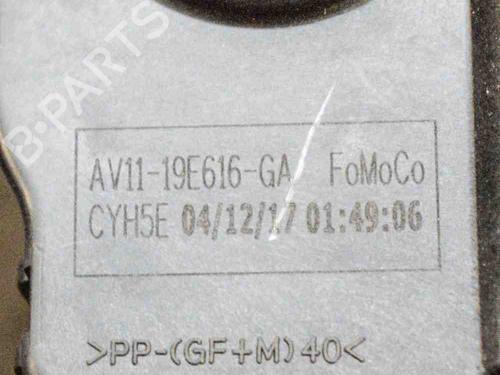 B-PARTS
AV11-19E616-GA FoMoCo
CYH5E 04/12/17 01:49:06
>PP-(GF+M)40<